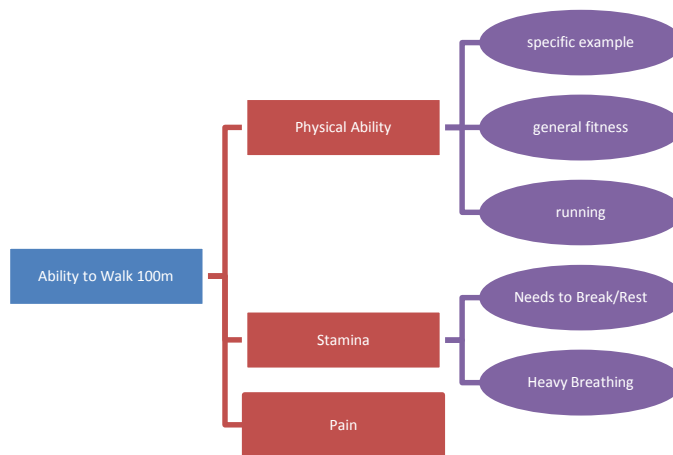 specific example
Physical Ability
general fitness
running
Ability to Walk 100m
Needs to Break/Rest
Stamina
Heavy Breathing
Pain